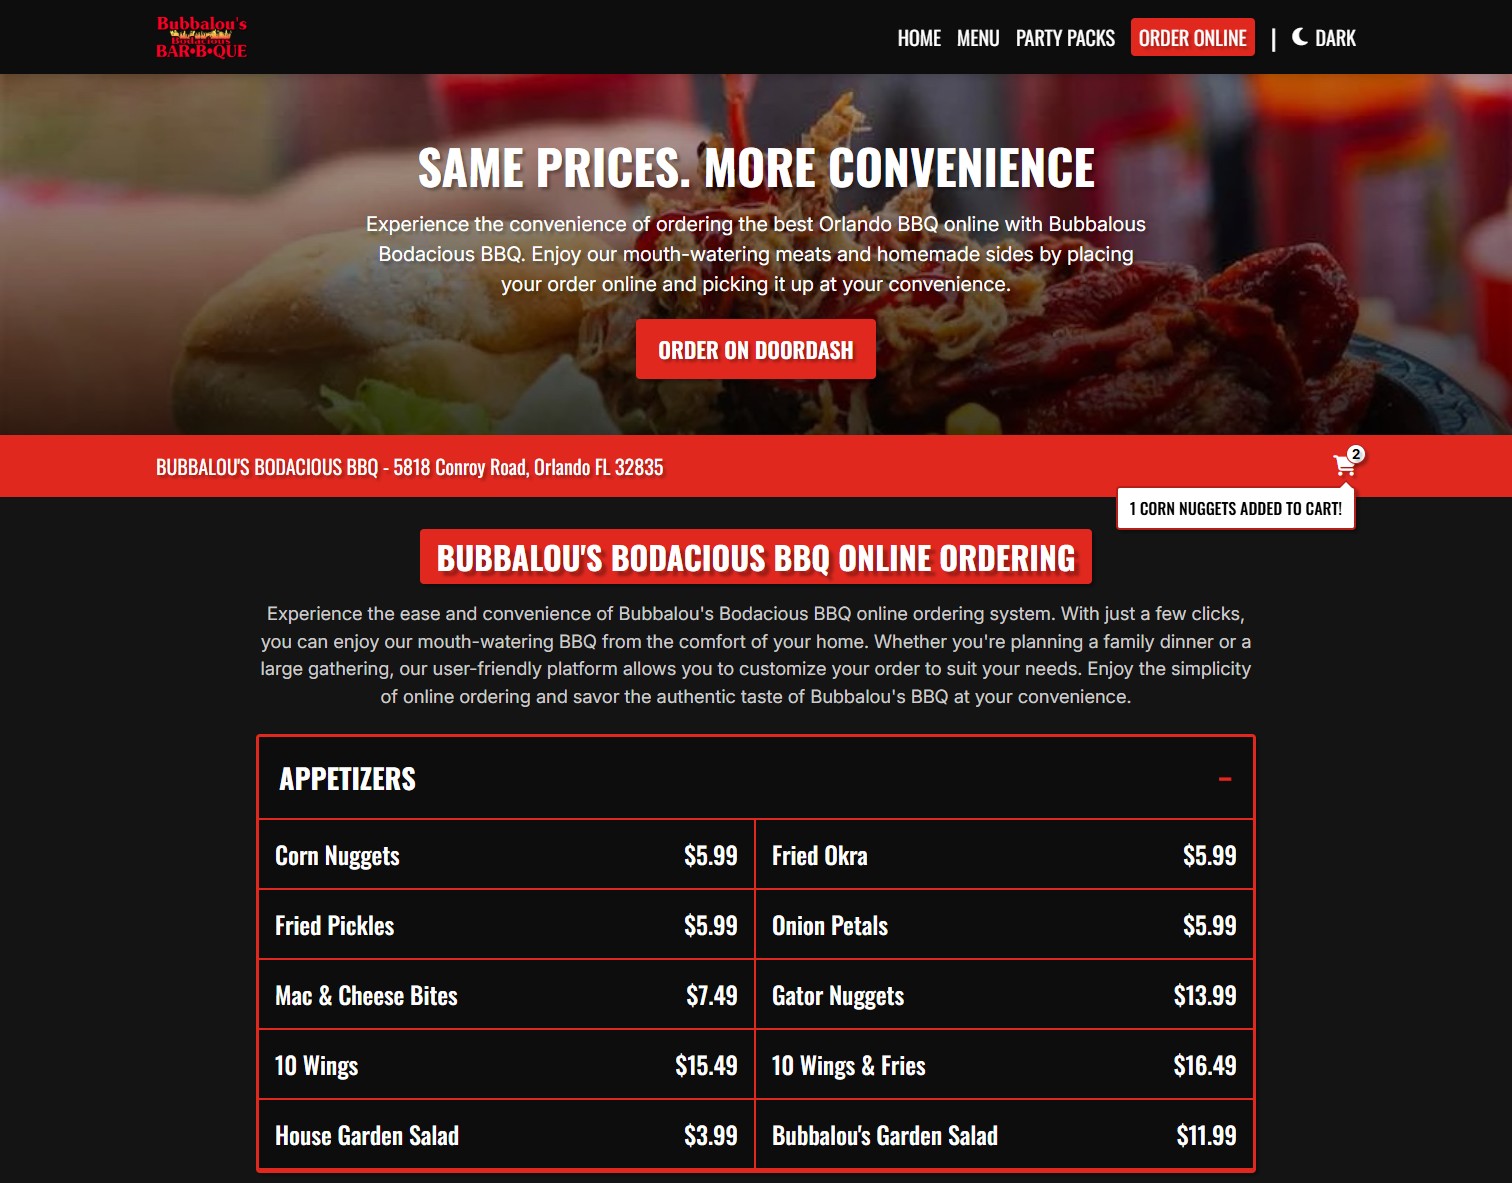 Bubbalou's
Bodacious
BAR•B•QUE
HOME MENU PARTY PACKS ORDER ONLINE | DARK
SAME PRICES. MORE CONVENIENCE
Experience the convenience of ordering the best Orlando BBQ online with Bubbalous
Bodacious BBQ. Enjoy our mouth-watering meats and homemade sides by placing
your order online and picking it up at your convenience.
ORDER ON DOORDASH
BUBBALOU'S BODACIOUS BBQ - 5818 Conroy Road, Orlando FL 32835
2
1 CORN NUGGETS ADDED TO CART!
BUBBALOU'S BODACIOUS BBQ ONLINE ORDERING
Experience the ease and convenience of Bubbalou's Bodacious BBQ online ordering system. With just a few clicks,
you can enjoy our mouth-watering BBQ from the comfort of your home. Whether you're planning a family dinner or a
large gathering, our user-friendly platform allows you to customize your order to suit your needs. Enjoy the simplicity
of online ordering and savor the authentic taste of Bubbalou's BBQ at your convenience.
APPETIZERS –
Corn Nuggets $5.99 Fried Okra $5.99
Fried Pickles $5.99 Onion Petals $5.99
Mac & Cheese Bites $7.49 Gator Nuggets $13.99
10 Wings $15.49 10 Wings & Fries $16.49
House Garden Salad $3.99 Bubbalou's Garden Salad $11.99